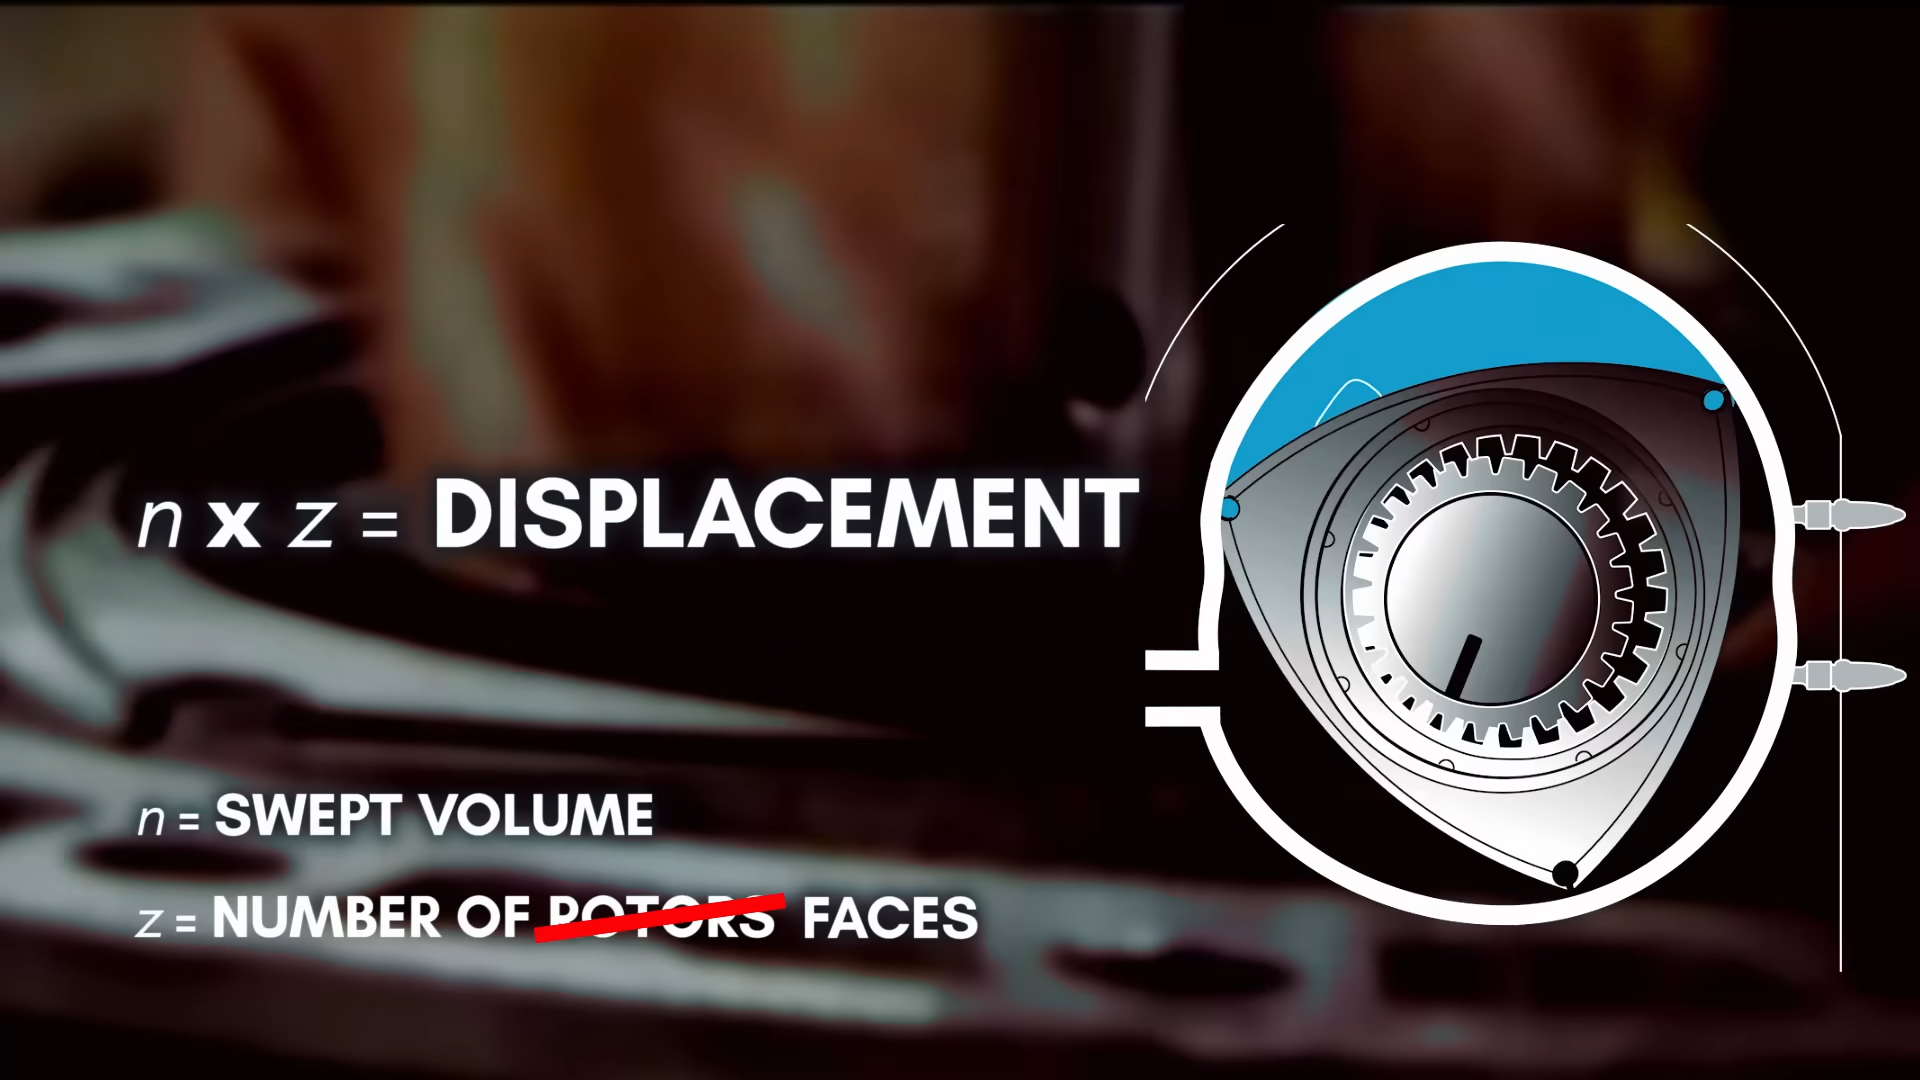 n x z = DISPLACEMENT
n = SWEPT VOLUME
z = NUMBER OF ROTORS FACES